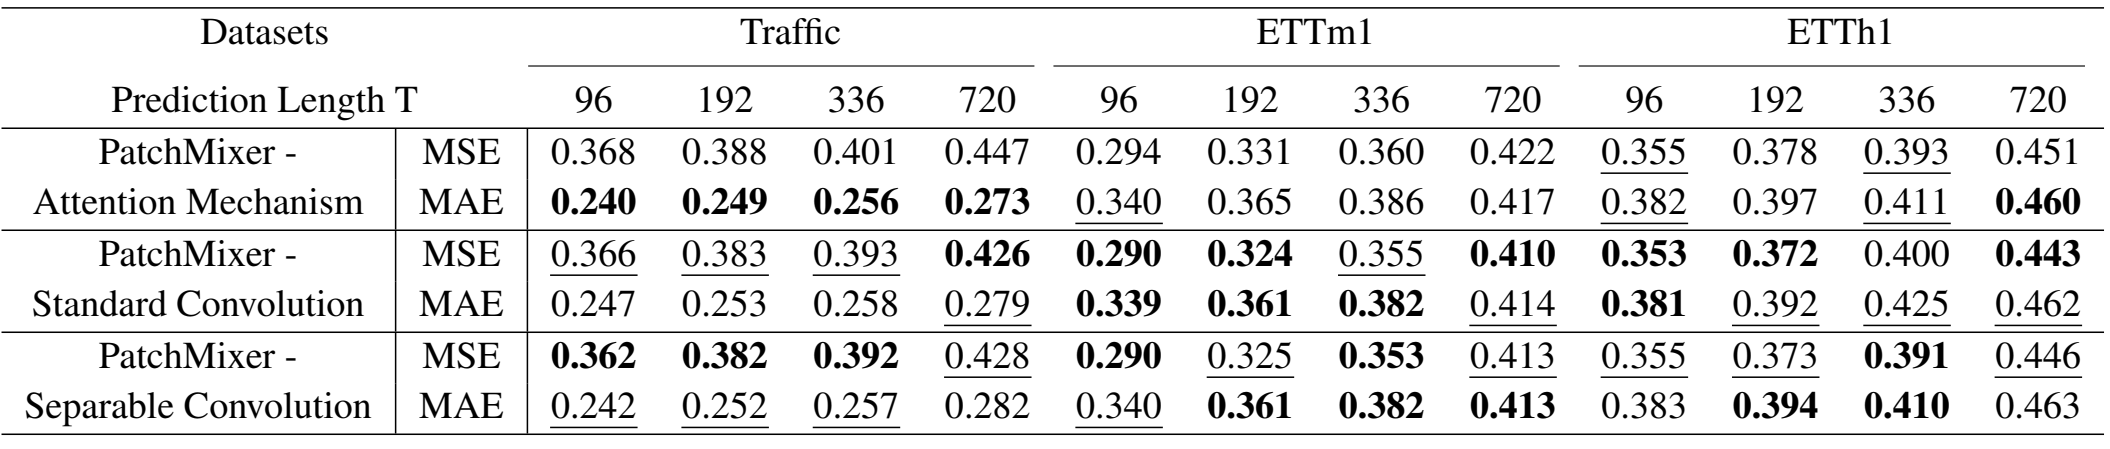 Datasets Traffic ETTm1 ETTh1
Prediction Length T 96 192 336 720 96 192 336 720 96 192 336 720
PatchMixer - MSE 0.368 0.388 0.401 0.447 0.294 0.331 0.360 0.422 0.355 0.378 0.393 0.451
Attention Mechanism MAE 0.240 0.249 0.256 0.273 0.340 0.365 0.386 0.417 0.382 0.397 0.411 0.460
PatchMixer - MSE 0.366 0.383 0.393 0.426 0.290 0.324 0.355 0.410 0.353 0.372 0.400 0.443
Standard Convolution MAE 0.247 0.253 0.258 0.279 0.339 0.361 0.382 0.414 0.381 0.392 0.425 0.462
PatchMixer - MSE 0.362 0.382 0.392 0.428 0.290 0.325 0.353 0.413 0.355 0.373 0.391 0.446
Separable Convolution MAE 0.242 0.252 0.257 0.282 0.340 0.361 0.382 0.413 0.383 0.394 0.410 0.463